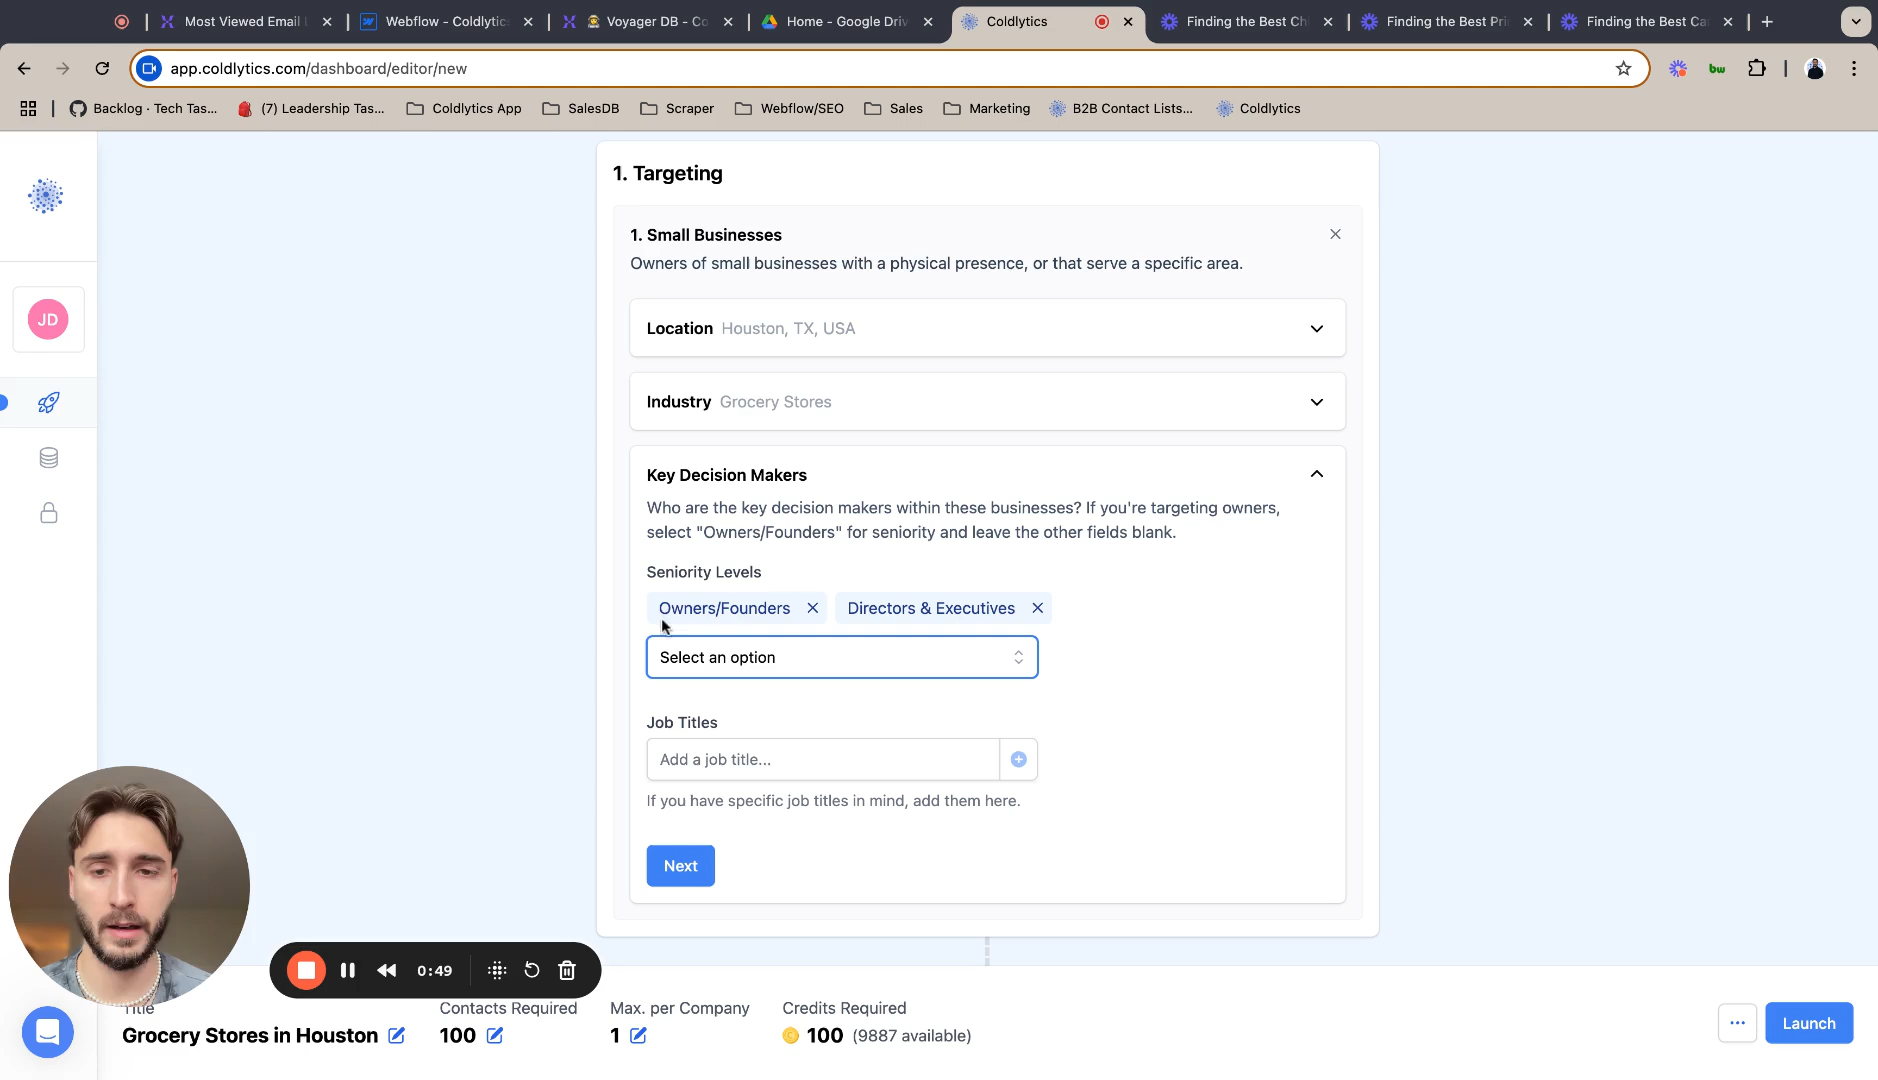 Most Viewed Email
Webflow - Coldlytic
Voyager DB - Co
Home - Google Driv
Coldlytics
Finding the Best Ch
Finding the Best Pri
Finding the Best Ca
app.coldlytics.com/dashboard/editor/new
bw
Backlog · Tech Tas...
(7) Leadership Tas...
Coldlytics App
SalesDB
Scraper
Webflow/SEO
Sales
Marketing
B2B Contact Lists...
Coldlytics
JD
1. Targeting
1. Small Businesses
Owners of small businesses with a physical presence, or that serve a specific area.
Location Houston, TX, USA
Industry Grocery Stores
Key Decision Makers
Who are the key decision makers within these businesses? If you're targeting owners,
select "Owners/Founders" for seniority and leave the other fields blank.
Seniority Levels
Owners/Founders
Directors & Executives
Select an option
Job Titles
Add a job title...
If you have specific job titles in mind, add them here.
Next
0:49
Title
Grocery Stores in Houston
Contacts Required
100
Max. per Company
1
Credits Required
100 (9887 available)
Launch